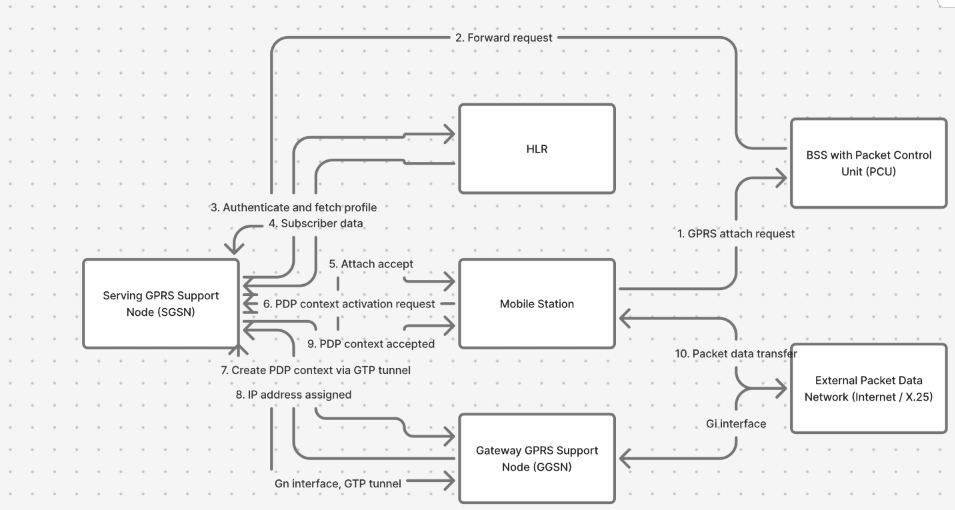 2. Forward request
HLR
BSS with Packet Control
Unit (PCU)
3. Authenticate and fetch profile
4. Subscriber data
1. GPRS attach request
5. Attach accept
Serving GPRS Support
Node (SGSN)
6. PDP context activation request
Mobile Station
9. PDP context accepted
10. Packet data transfer
7. Create PDP context via GTP tunnel
External Packet Data
Network (Internet / X.25)
8. IP address assigned
Gi interface
Gateway GPRS Support
Node (GGSN)
Gn interface, GTP tunnel